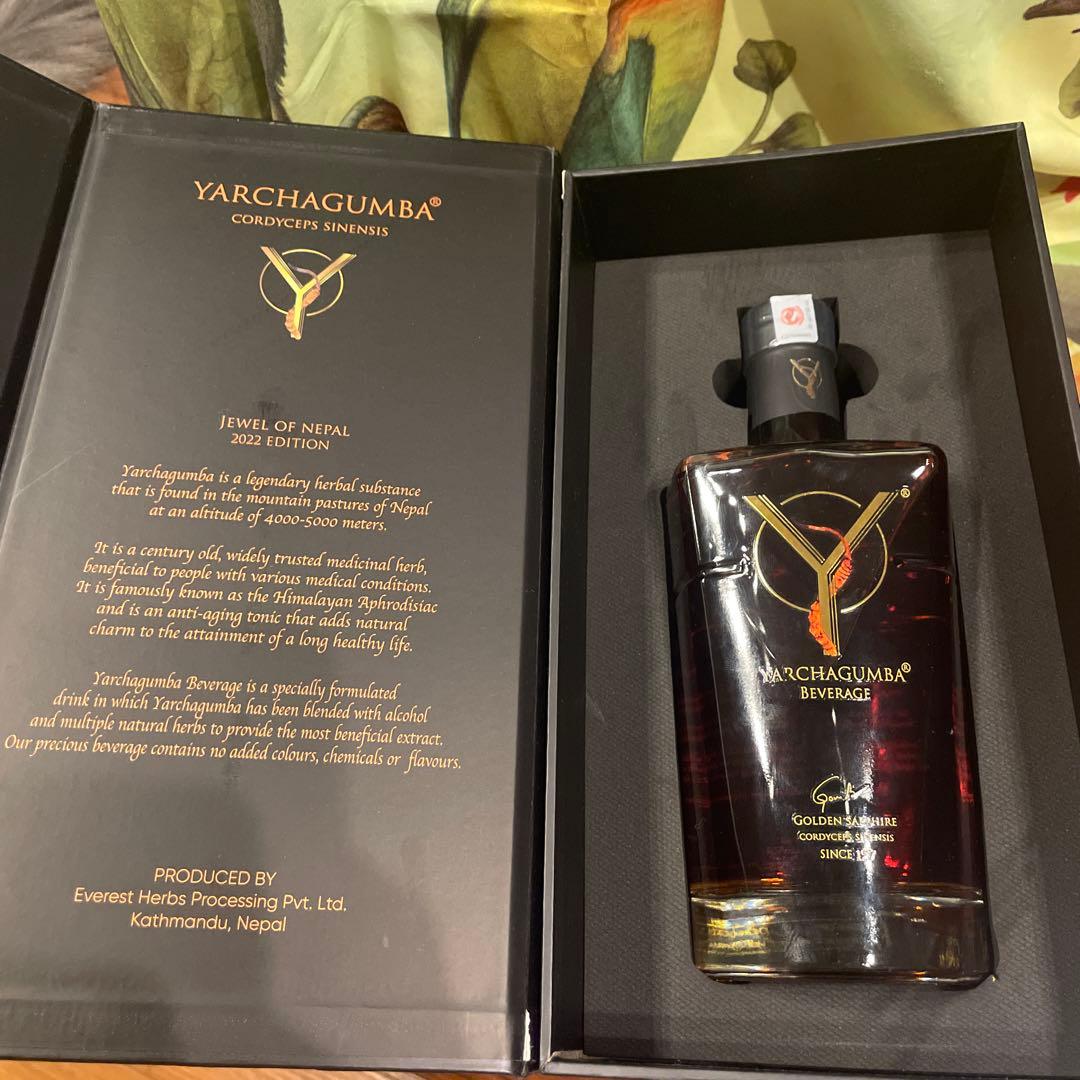 YARCHAGUMBA®
CORDYCEPS SINENSIS
JEWEL OF NEPAL
2022 EDITION
Yarchagumba is a legendary herbal substance
that is found in the mountain pastures of Nepal
at an altitude of 4000-5000 meters.
It is a century old, widely trusted medicinal herb,
beneficial to people with various medical conditions.
It is famously known as the Himalayan Aphrodisiac
and is an anti-aging tonic that adds natural
charm to the attainment of a long healthy life.
Yarchagumba Beverage is a specially formulated
drink in which Yarchagumba has been blended with alcohol
and multiple natural herbs to provide the most beneficial extract.
Our precious beverage contains no added colours, chemicals or flavours.
PRODUCED BY
Everest Herbs Processing Pvt. Ltd.
Kathmandu, Nepal
®
YARCHAGUMBA®
BEVERAGE
GOLDEN SAPPHIRE
CORDYCEPS SINENSIS
SINCE